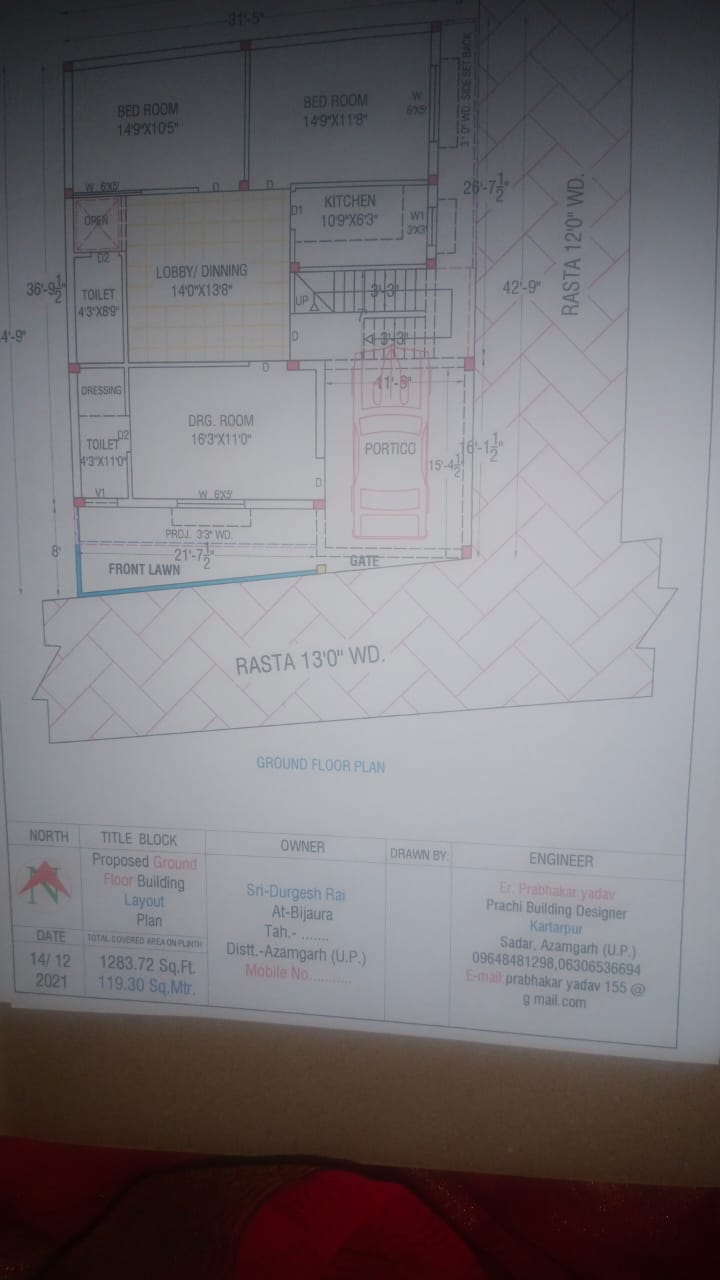 31'-5"
BED ROOM
14'9"X10'5"
BED ROOM
14'9"X11'8"
W
6'X5'
3'0" WD. SIDE SET BACK
W 6'X5'
D
D
OPEN
D2
D1
KITCHEN
10'9"X6'3"
W1
3'X3'
26'-7 1/2"
RASTA 12'0" WD.
LOBBY/ DINNING
14'0"X13'8"
36'-9 1/2"
TOILET
4'3"X8'9"
UP
3'-3"
42'-9"
4'-9"
D
3'-3"
D
11'-6"
DRESSING
DRG. ROOM
16'3"X11'0"
D2
TOILET
4'3"X11'0"
PORTICO
15'-4 1/2"
16'-1 1/2"
D
V1
W 6'X5'
PROJ. 3'3" WD.
8'
21'-7 1/2"
FRONT LAWN
GATE
RASTA 13'0" WD.
GROUND FLOOR PLAN
NORTH
TITLE BLOCK
OWNER
DRAWN BY:
ENGINEER
N
Proposed Ground
Floor Building
Layout
Plan
Sri-Durgesh Rai
At-Bijaura
Tah.- .......
Distt.-Azamgarh (U.P.)
Mobile No..........
Er. Prabhakar yadav
Prachi Building Designer
Kartarpur
Sadar, Azamgarh (U.P.)
09648481298,06306536694
E-mail:prabhakar yadav 155 @
g mail.com
DATE
14/ 12
2021
TOTAL COVERED AREA ON PLINTH
1283.72 Sq.Ft.
119.30 Sq.Mtr.